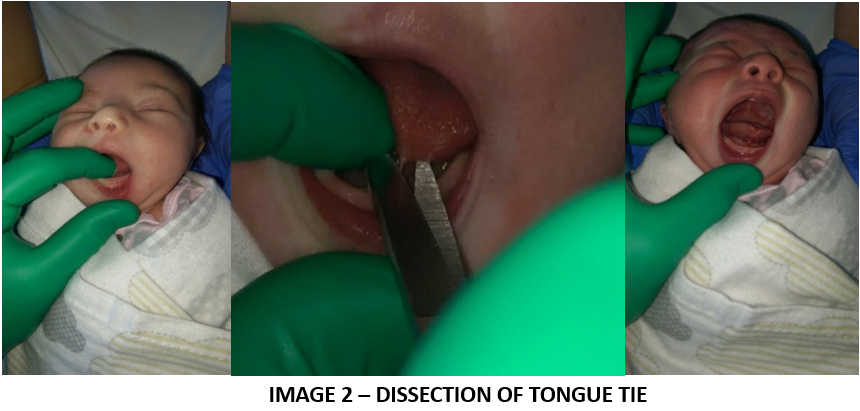 IMAGE 2 – DISSECTION OF TONGUE TIE